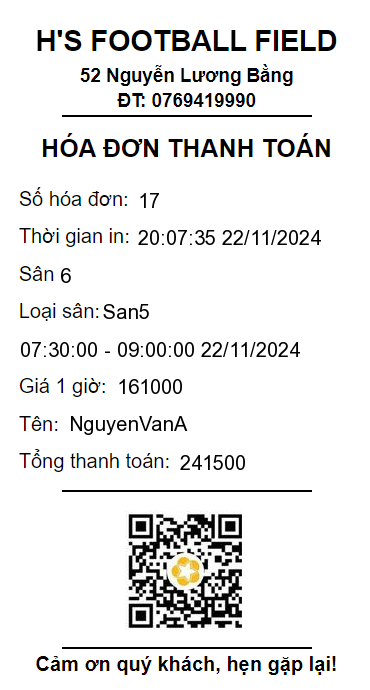 H'S FOOTBALL FIELD
52 Nguyễn Lương Bằng
ĐT: 0769419990
HÓA ĐƠN THANH TOÁN
Số hóa đơn: 17
Thời gian in: 20:07:35 22/11/2024
Sân 6
Loại sân: San5
07:30:00 - 09:00:00 22/11/2024
Giá 1 giờ: 161000
Tên: NguyenVanA
Tổng thanh toán: 241500
Cảm ơn quý khách, hẹn gặp lại!